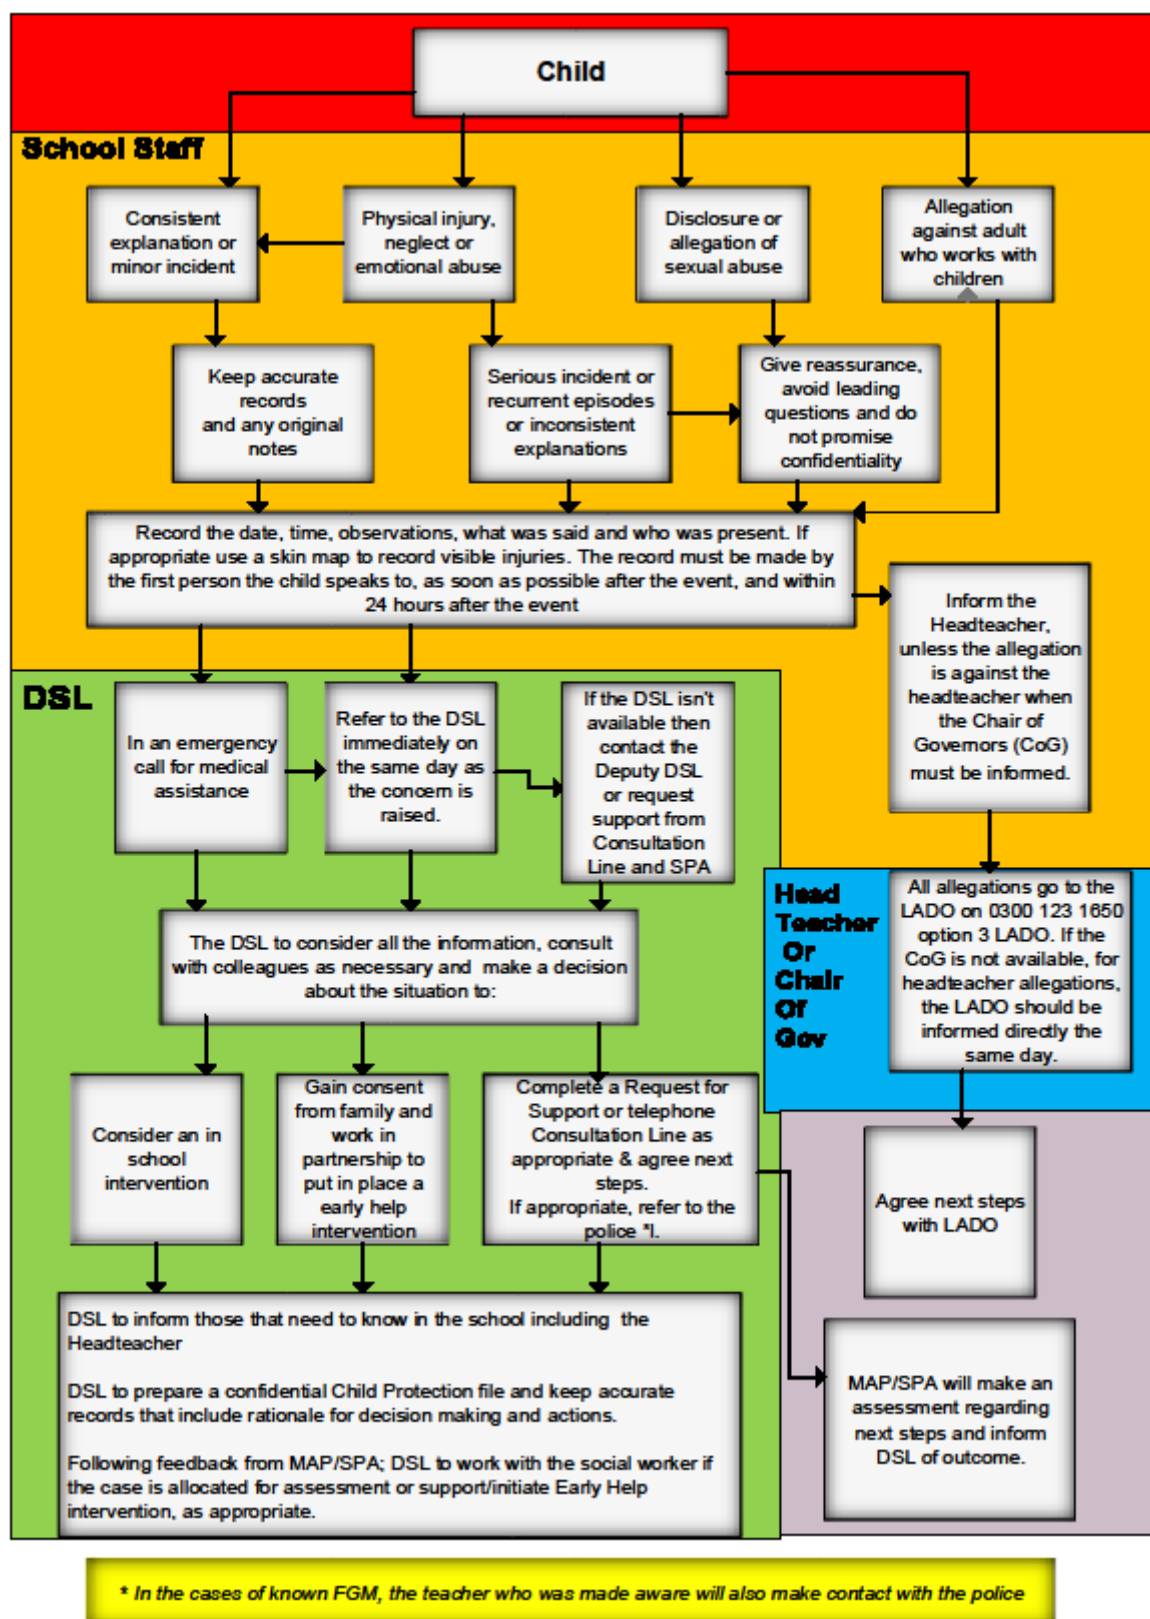 Child
School Staff
Consistent
explanation or
minor incident
Physical injury,
neglect or
emotional abuse
Disclosure or
allegation of
sexual abuse
Allegation
against adult
who works with
children
Keep accurate
records
and any original
notes
Serious incident or
recurrent episodes
or inconsistent
explanations
Give reassurance,
avoid leading
questions and do
not promise
confidentiality
Record the date, time, observations, what was said and who was present. If
appropriate use a skin map to record visible injuries. The record must be made by
the first person the child speaks to, as soon as possible after the event, and within
24 hours after the event
Inform the
Headteacher,
unless the allegation
is against the
headteacher when
the Chair of
Governors (CoG)
must be informed.
DSL
In an emergency
call for medical
assistance
Refer to the DSL
immediately on
the same day as
the concern is
raised.
If the DSL isn't
available then
contact the
Deputy DSL
or request
support from
Consultation
Line and SPA
Head
Teacher
Or
Chair
Of
Gov
All allegations go to the
LADO on 0300 123 1650
option 3 LADO. If the
CoG is not available, for
headteacher allegations,
the LADO should be
informed directly the
same day.
The DSL to consider all the information, consult
with colleagues as necessary and make a decision
about the situation to:
Consider an in
school
intervention
Gain consent
from family and
work in
partnership to
put in place a
early help
intervention
Complete a Request for
Support or telephone
Consultation Line as
appropriate & agree next
steps.
If appropriate, refer to the
police *I.
Agree next steps
with LADO
DSL to inform those that need to know in the school including the
Headteacher
DSL to prepare a confidential Child Protection file and keep accurate
records that include rationale for decision making and actions.
Following feedback from MAP/SPA; DSL to work with the social worker if
the case is allocated for assessment or support/initiate Early Help
intervention, as appropriate.
MAP/SPA will make an
assessment regarding
next steps and inform
DSL of outcome.
* In the cases of known FGM, the teacher who was made aware will also make contact with the police